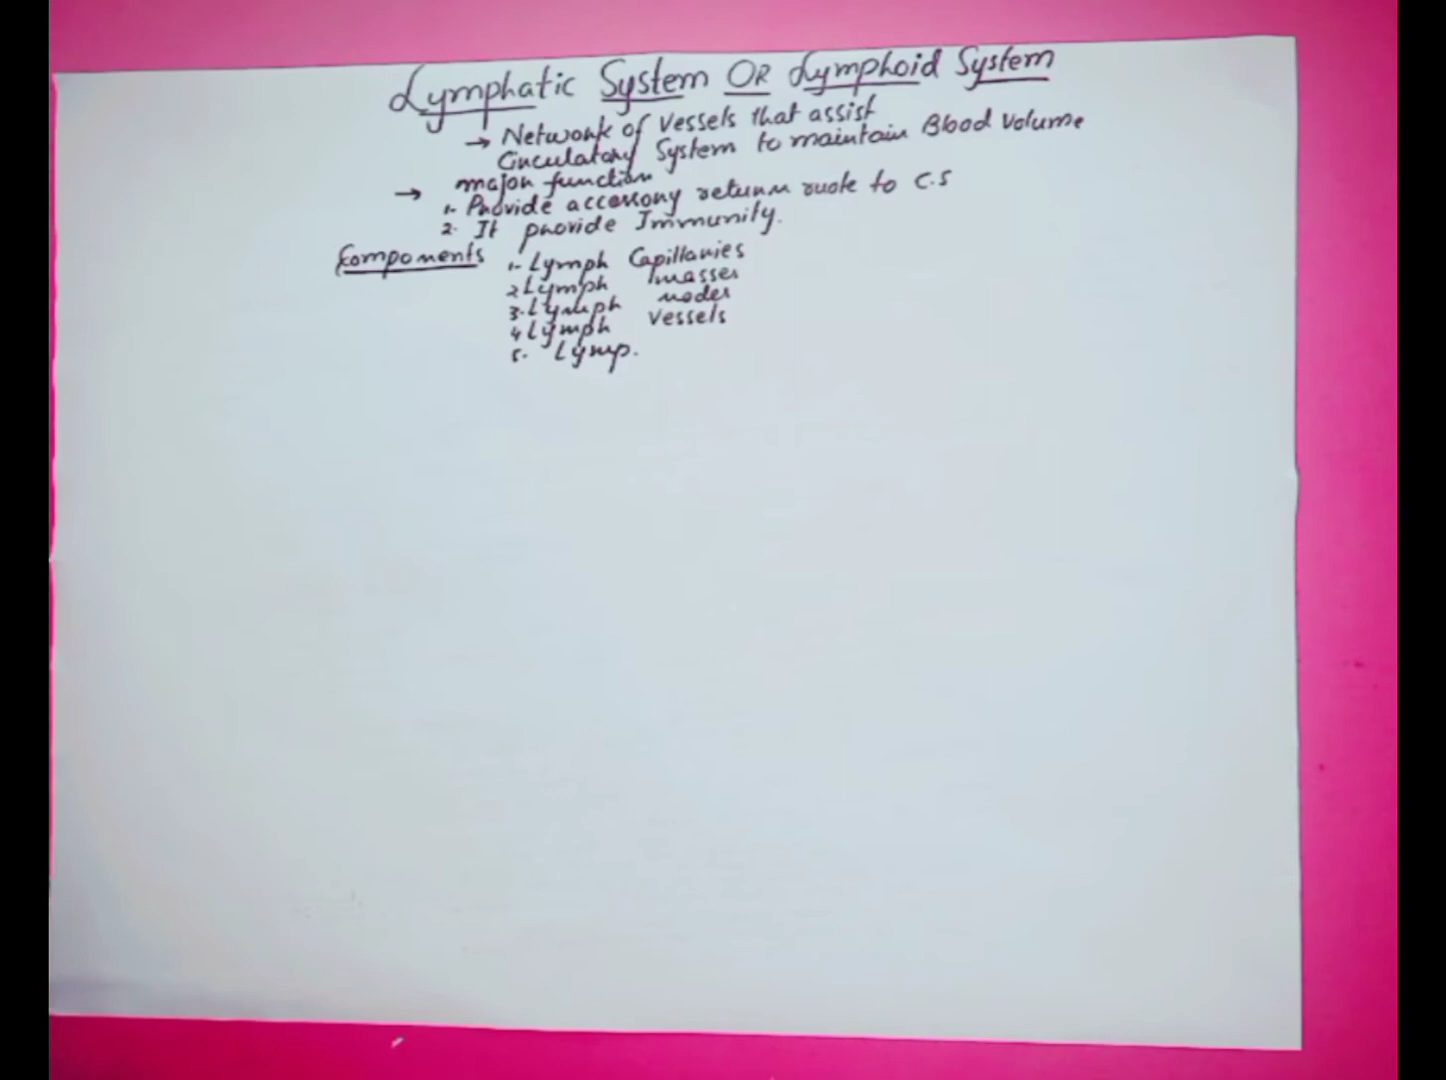 Lymphatic System OR Lymphoid System
→ Network of Vessels that assist
Circulatory System to maintain Blood Volume
→ major function
1- Provide accessory return route to C.S
2. It provide Immunity.
Components 1- Lymph Capillaries
2 Lymph masses
3. Lymph nodes
4 Lymph Vessels
5. Lymp.